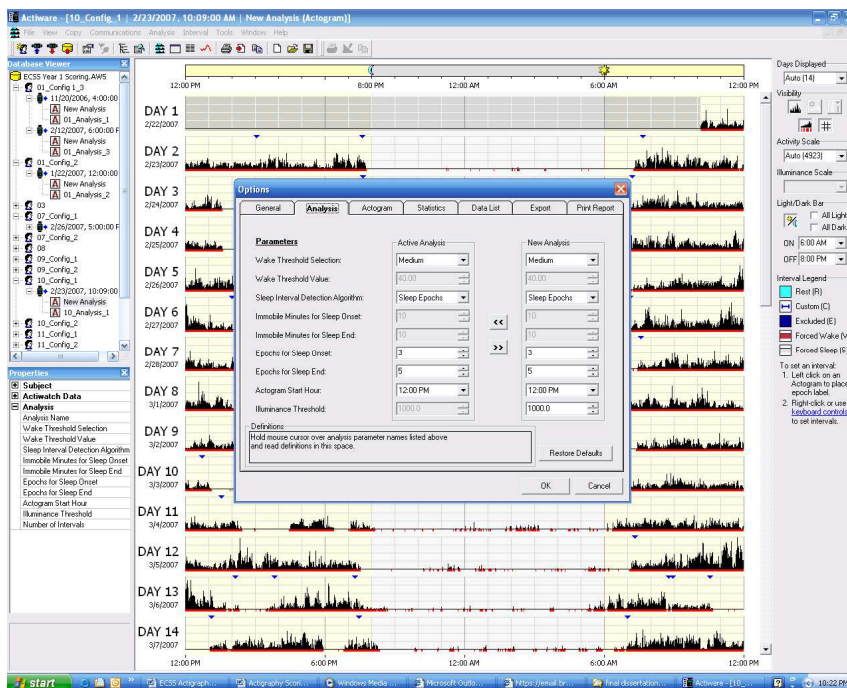 Actiware - [10_Config_1 | 2/23/2007, 10:09:00 AM | New Analysis (Actogram)]
File View Copy Communications Analysis Interval Tools Window Help
Database Viewer
ECSS Year 1 Scoring.AWS
01_Config 1_3
11/20/2006, 4:00:00
New Analysis
01_Analysis_1
2/12/2007, 6:00:00 F
New Analysis
01_Analysis_3
01_Config_2
1/22/2007, 12:00:00
New Analysis
01_Analysis_2
03
07_Config_1
2/26/2007, 5:00:00 F
07_Config_2
08
09_Config_1
09_Config_2
10_Config_1
2/23/2007, 10:09:00
New Analysis
10_Analysis_1
10_Config_2
11_Config_1
11_Config_2
Properties
Subject
Actiwatch Data
Analysis
Analysis Name
Wake Threshold Selection
Wake Threshold Value
Sleep Interval Detection Algorithm
Immobile Minutes for Sleep Onset
Immobile Minutes for Sleep End
Epochs for Sleep Onset
Epochs for Sleep End
Actogram Start Hour
Illuminance Threshold
Number of Intervals
12:00 PM 8:00 PM 6:00 AM 12:00 PM
DAY 1
2/22/2007
DAY 2
2/23/2007
DAY 3
2/24/2007
DAY 4
2/25/2007
DAY 5
2/26/2007
DAY 6
2/27/2007
DAY 7
2/28/2007
DAY 8
3/1/2007
DAY 9
3/2/2007
DAY 10
3/3/2007
DAY 11
3/4/2007
DAY 12
3/5/2007
DAY 13
3/6/2007
DAY 14
3/7/2007
12:00 PM 6:00 PM 12:00 AM 6:00 AM 12:00 PM
Options
General Analysis Actogram Statistics Data List Export Print Report
Parameters Active Analysis New Analysis
Wake Threshold Selection: Medium Medium
Wake Threshold Value: 40.00 40.00
Sleep Interval Detection Algorithm: Sleep Epochs Sleep Epochs
Immobile Minutes for Sleep Onset: 10 10
Immobile Minutes for Sleep End: 10 10
<<
>>
Epochs for Sleep Onset: 3 3
Epochs for Sleep End: 5 5
Actogram Start Hour: 12:00 PM 12:00 PM
Illuminance Threshold: 1000.0 1000.0
Definitions
Hold mouse cursor over analysis parameter names listed above
and read definitions in this space.
Restore Defaults
OK Cancel
Days Displayed
Auto (14)
Visibility
Activity Scale
Auto (4923)
Illuminance Scale
Light/Dark Bar
All Light
All Dark
ON 6:00 AM
OFF 8:00 PM
Interval Legend
Rest (R)
Custom (C)
Excluded (E)
Forced Wake (W
Forced Sleep (S
To set an interval:
1. Left click on an
Actogram to place
epoch label.
2. Right-click or use
keyboard controls
to set intervals.
start ECSS Actigraph... Actigraphy Scori... Windows Media ... Microsoft Outlo... https://email.br... final dissertation... Actiware - [10_... 10:22 PM